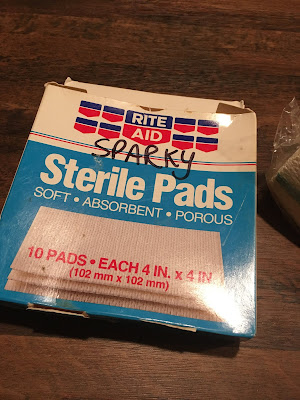 RITE
AID
SPARKY
Sterile Pads
SOFT • ABSORBENT • POROUS
10 PADS • EACH 4 IN. x 4 IN
(102 mm x 102 mm)